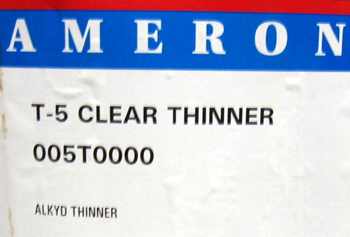 AMERON
T-5 CLEAR THINNER
005T0000
ALKYD THINNER